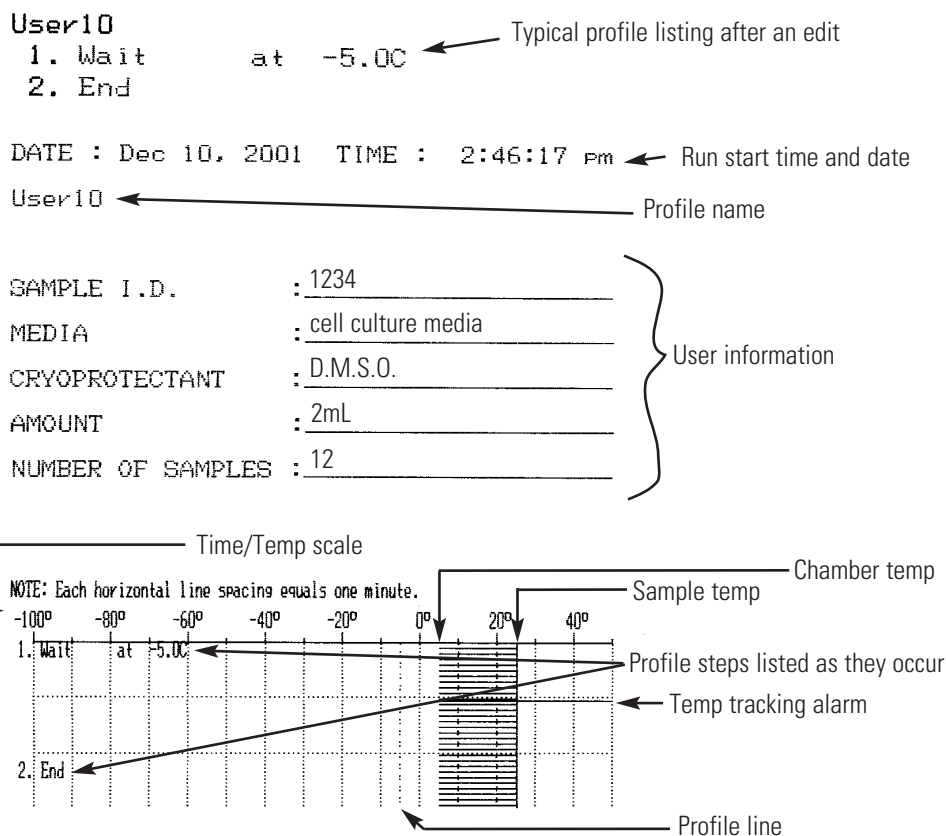 User10
1. Wait at -5.0C
Typical profile listing after an edit
2. End
DATE : Dec 10, 2001 TIME : 2:46:17 pm
Run start time and date
User10
Profile name
SAMPLE I.D. : 1234
MEDIA : cell culture media
CRYOPROTECTANT : D.M.S.O.
AMOUNT : 2mL
NUMBER OF SAMPLES : 12
User information
Time/Temp scale
Chamber temp
Sample temp
NOTE: Each horizontal line spacing equals one minute.
-100º -80º -60º -40º -20º 0º 20º 40º
1. Wait at -5.0C
Profile steps listed as they occur
Temp tracking alarm
2. End
Profile line